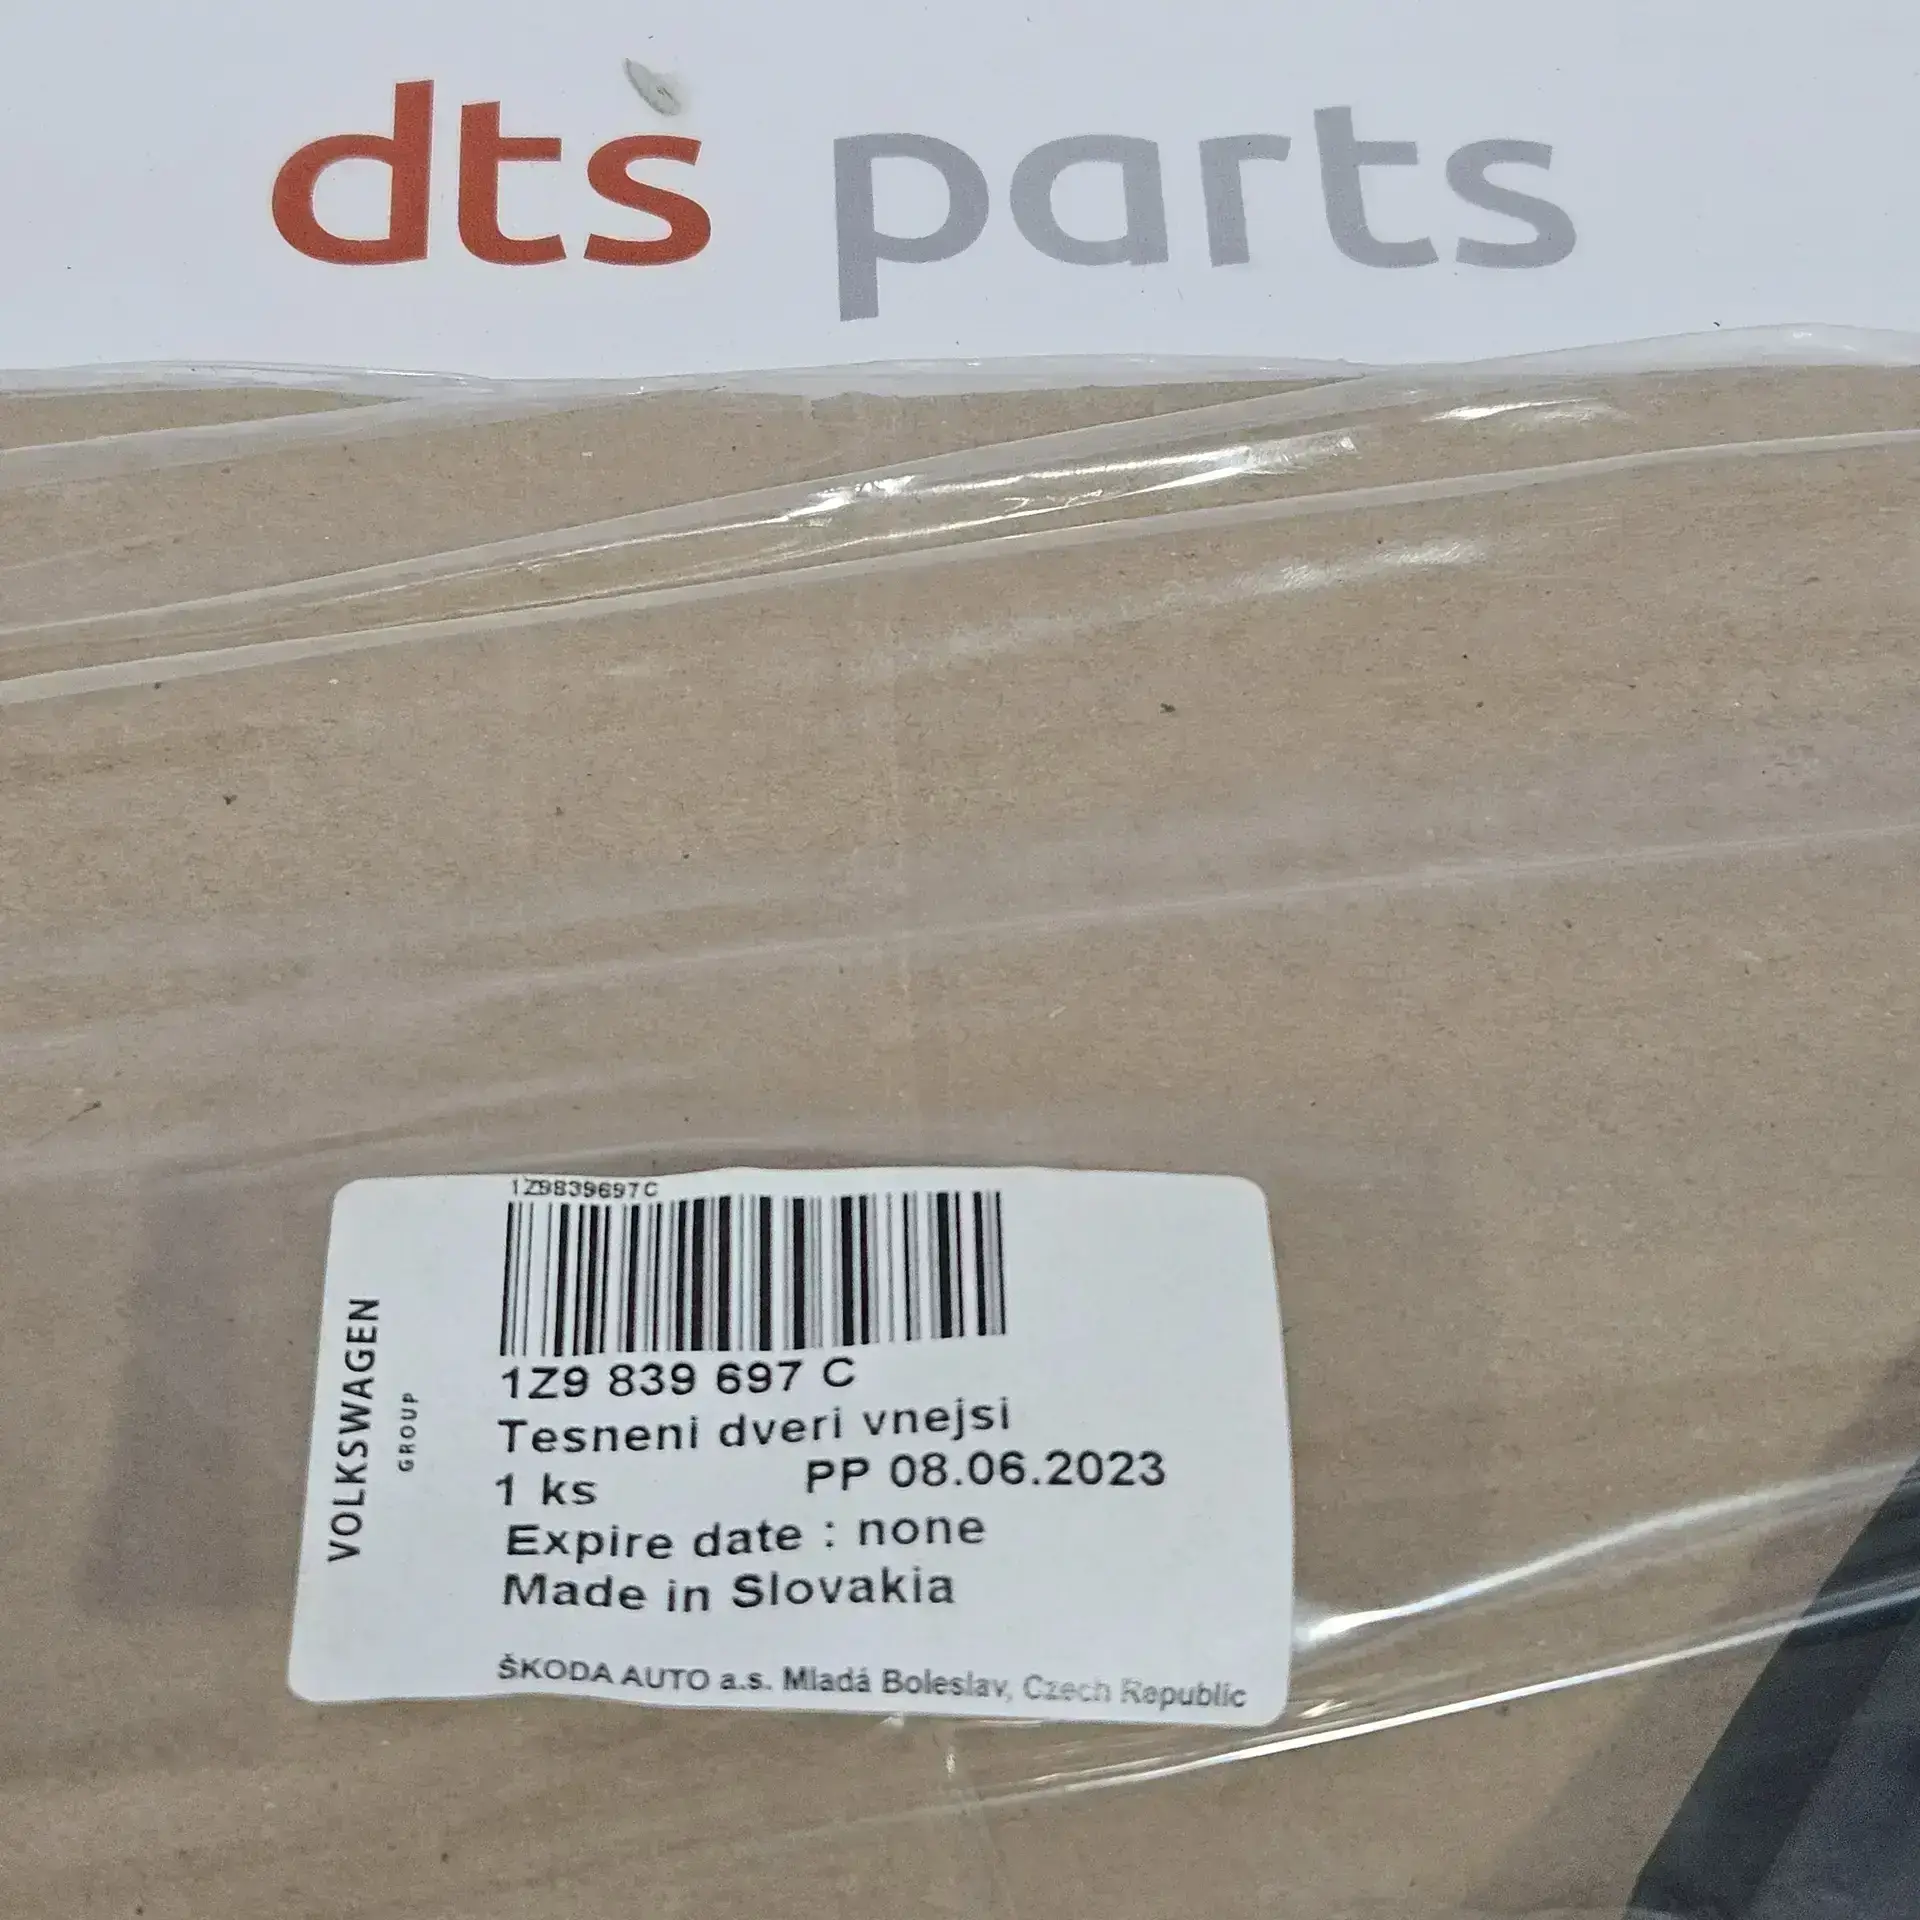 dts parts
1Z9839697C
1Z9 839 697 C
Tesneni dveri vnejsi
1 ks PP 08.06.2023
Expire date : none
Made in Slovakia
ŠKODA AUTO a.s. Mladá Boleslav, Czech Republic
VOLKSWAGEN
GROUP